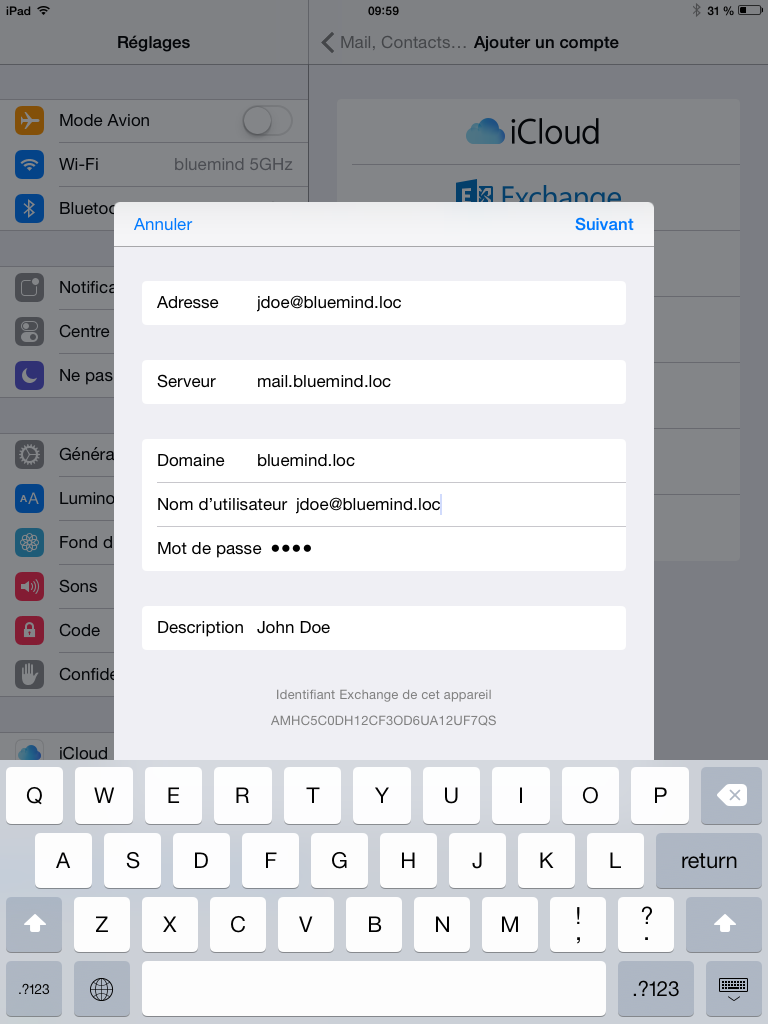 iPad 09:59 31 %
Réglages
Mail, Contacts… Ajouter un compte
Mode Avion
Wi-Fi bluemind 5GHz
Bluetoo
Notifica
Centre
Ne pas
Généra
Lumino
Fond d
Sons
Code
Confide
iCloud
iCloud
Exchange
Annuler Suivant
Adresse jdoe@bluemind.loc
Serveur mail.bluemind.loc
Domaine bluemind.loc
Nom d’utilisateur jdoe@bluemind.loc
Mot de passe ••••
Description John Doe
Identifiant Exchange de cet appareil
AMHC5C0DH12CF3OD6UA12UF7QS
Q W E R T Y U I O P
A S D F G H J K L return
Z X C V B N M ! , ? .
.?123 .?123